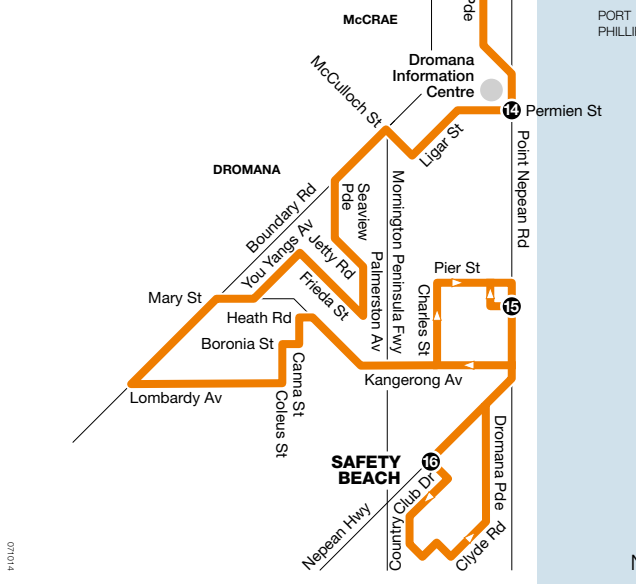 Pde
McCRAE
PORT
PHILLI
Dromana
Information
Centre
McCulloch St
14
Permien St
Ligar St
Point Nepean Rd
DROMANA
Boundary Rd
Seaview
Pde
Mornington Peninsula Fwy
You Yangs Av
Jetty Rd
Palmerston Av
Frieda St
Pier St
Mary St
Heath Rd
Charles St
15
Boronia St
Canna St
Coleus St
Kangerong Av
Lombardy Av
Dromana Pde
SAFETY
BEACH
16
Club Dr
Country
Nepean Hwy
Clyde Rd
071014
N